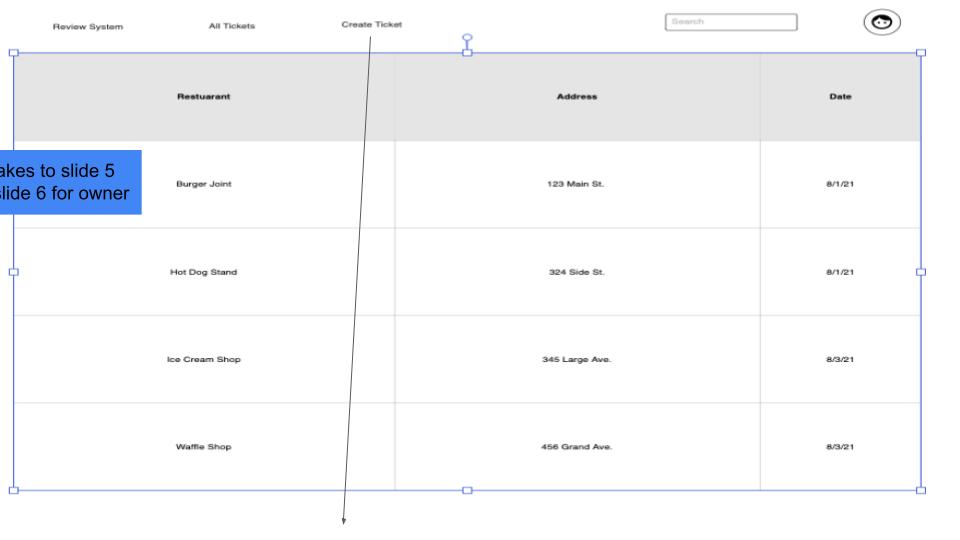 Review System
All Tickets
Create Ticket
Search
Restuarant
Address
Date
akes to slide 5
slide 6 for owner
Burger Joint
123 Main St.
8/1/21
Hot Dog Stand
324 Side St.
8/1/21
Ice Cream Shop
345 Large Ave.
8/3/21
Waffle Shop
456 Grand Ave.
8/3/21